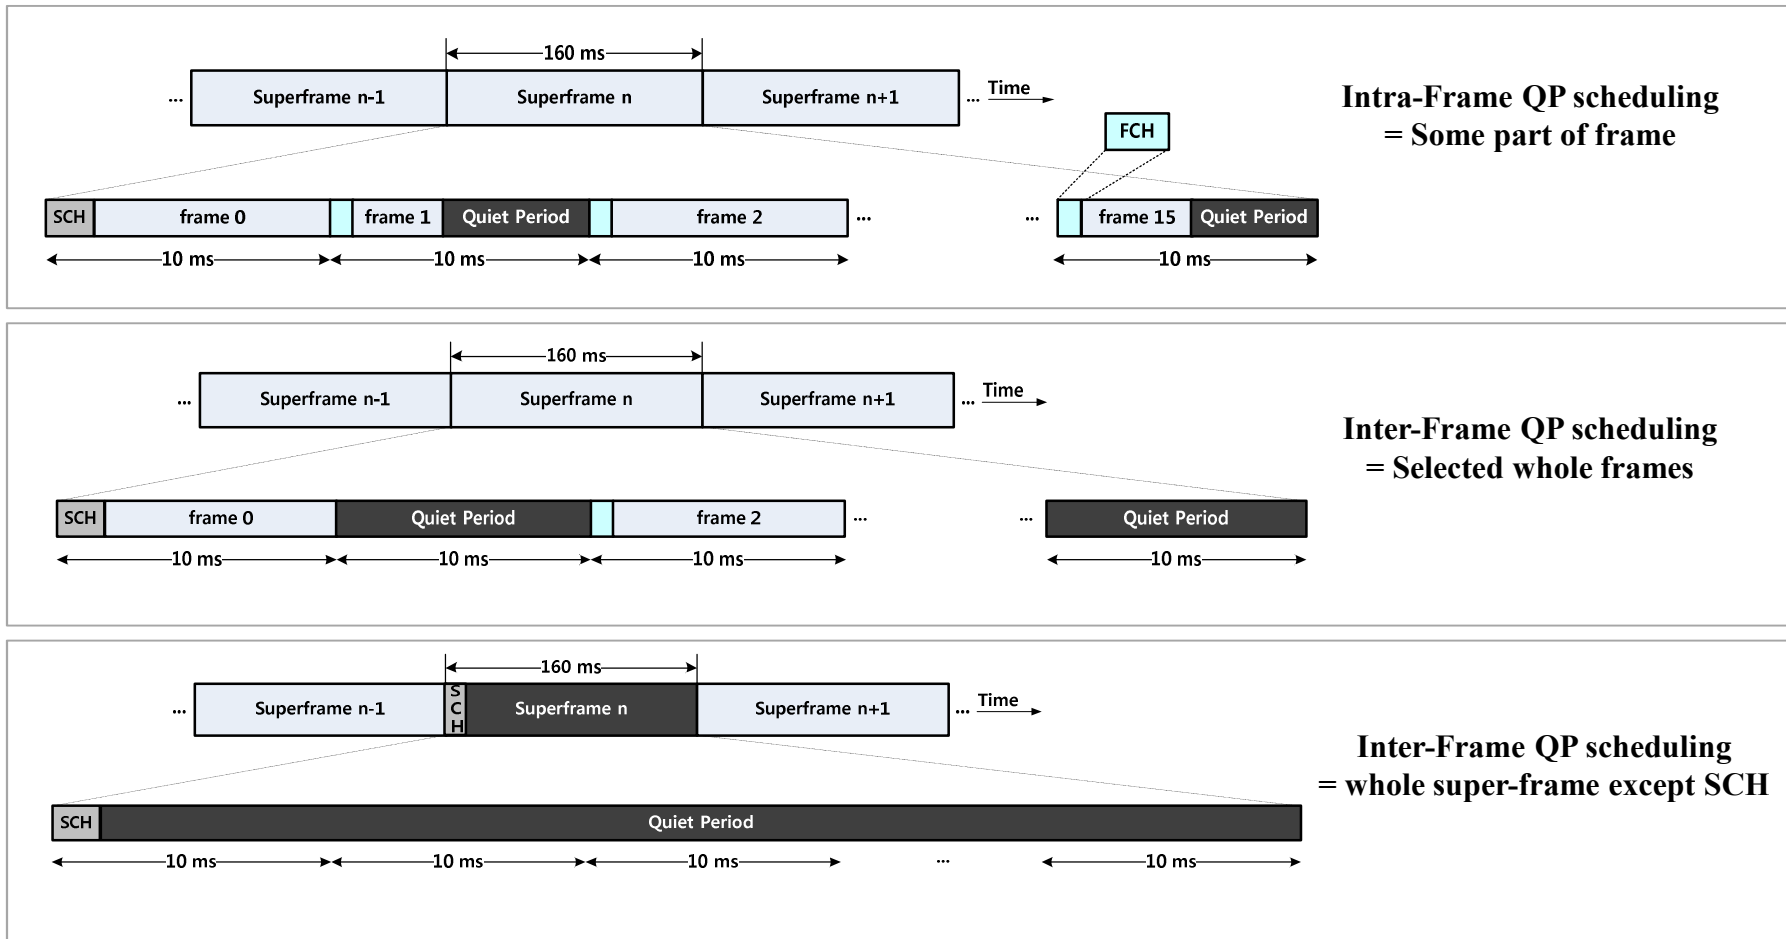 160 ms
... Superframe n-1 Superframe n Superframe n+1 ... Time
Intra-Frame QP scheduling
= Some part of frame
FCH
SCH frame 0 frame 1 Quiet Period frame 2 ... ... frame 15 Quiet Period
10 ms 10 ms 10 ms 10 ms
160 ms
... Superframe n-1 Superframe n Superframe n+1 ... Time
Inter-Frame QP scheduling
= Selected whole frames
SCH frame 0 Quiet Period frame 2 ... ... Quiet Period
10 ms 10 ms 10 ms 10 ms
160 ms
... Superframe n-1 SCH Superframe n Superframe n+1 ... Time
Inter-Frame QP scheduling
= whole super-frame except SCH
SCH Quiet Period
10 ms 10 ms 10 ms ... 10 ms